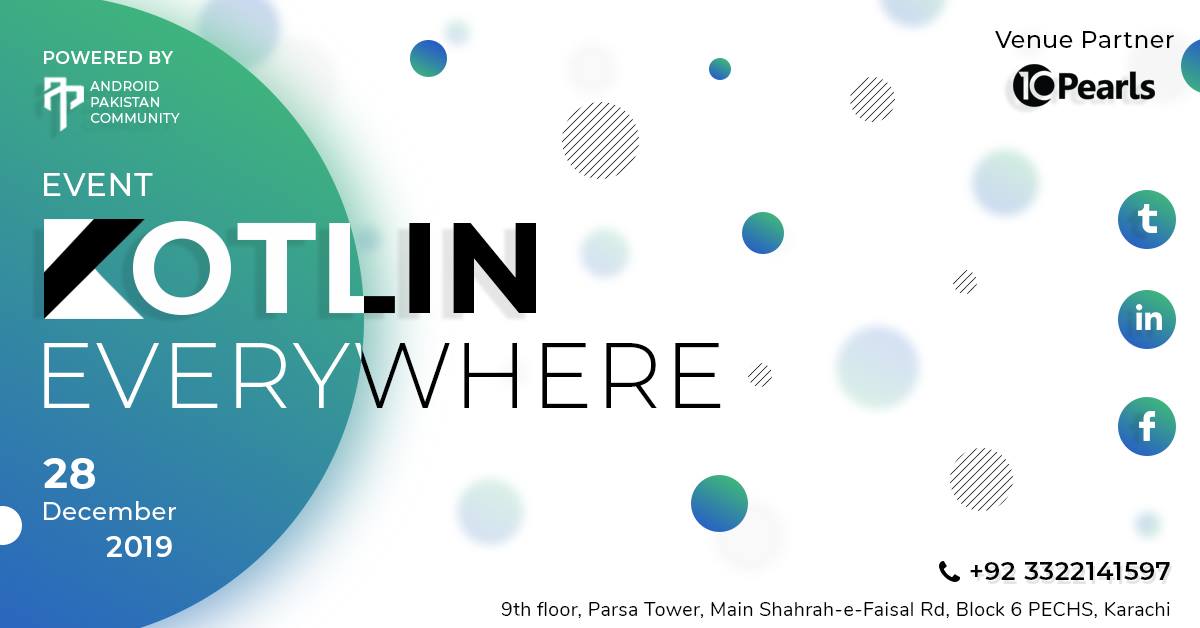 POWERED BY
ANDROID
PAKISTAN
COMMUNITY
Venue Partner
10Pearls
EVENT
KOTLIN
EVERYWHERE
28
December
2019
t
in
f
+92 3322141597
9th floor, Parsa Tower, Main Shahrah-e-Faisal Rd, Block 6 PECHS, Karachi